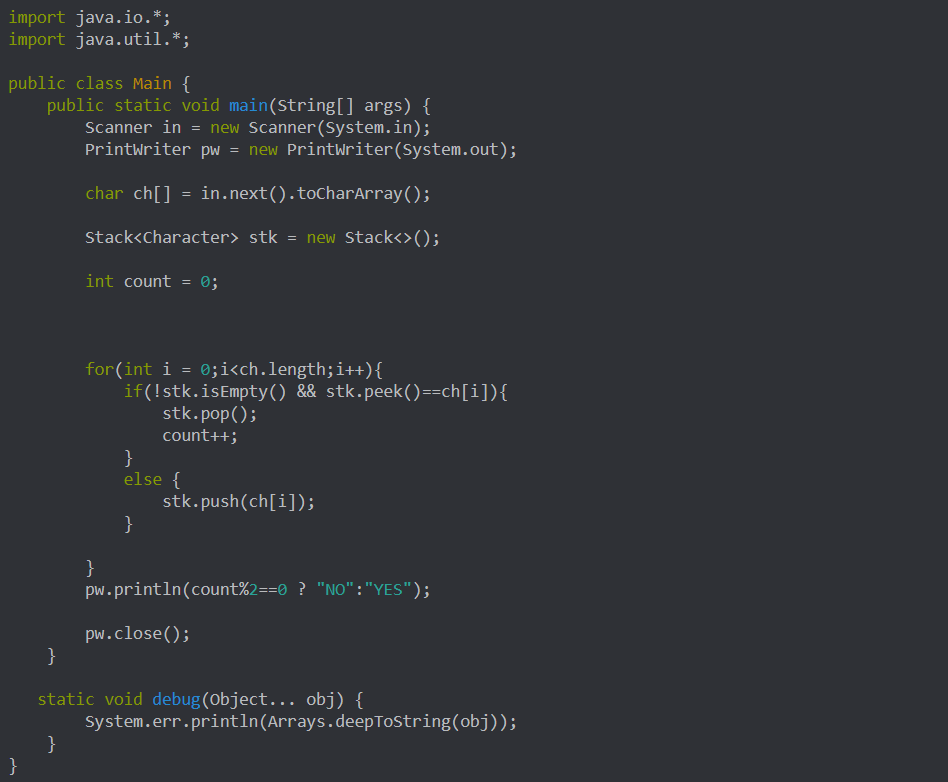 import java.io.*;
import java.util.*;

public class Main {
    public static void main(String[] args) {
        Scanner in = new Scanner(System.in);
        PrintWriter pw = new PrintWriter(System.out);

        char ch[] = in.next().toCharArray();

        Stack<Character> stk = new Stack<>();

        int count = 0;

        for(int i = 0;i<ch.length;i++){
            if(!stk.isEmpty() && stk.peek()==ch[i]){
                stk.pop();
                count++;
            }
            else {
                stk.push(ch[i]);
            }

        }
        pw.println(count%2==0 ? "NO":"YES");

        pw.close();
    }

   static void debug(Object... obj) {
        System.err.println(Arrays.deepToString(obj));
    }
}